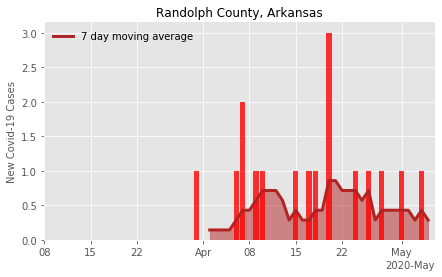 Randolph County, Arkansas
7 day moving average
New Covid-19 Cases
3.0
2.5
2.0
1.5
1.0
0.5
0.0
08 15 22 Apr 08 15 22 May
2020-May